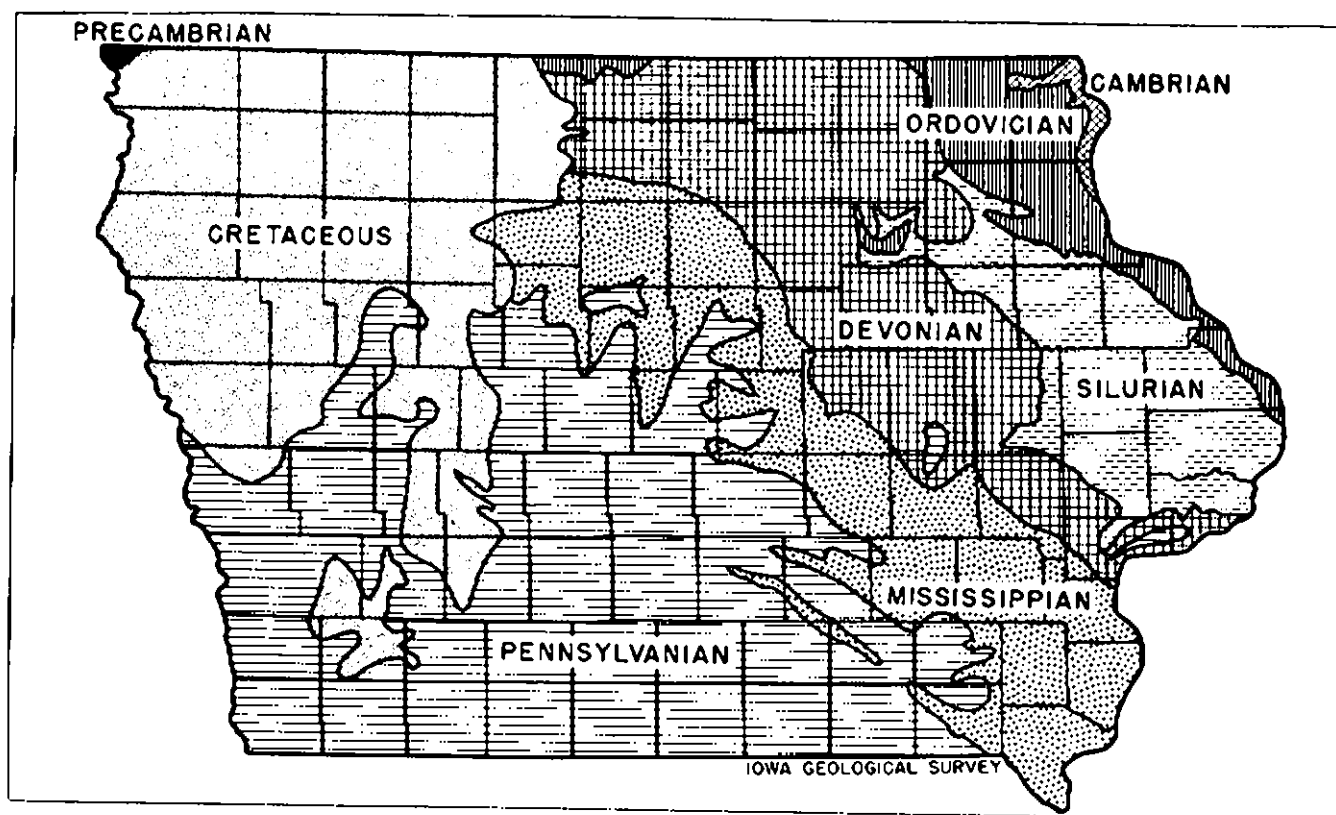 PRECAMBRIAN
CAMBRIAN
ORDOVICIAN
CRETACEOUS
DEVONIAN
SILURIAN
MISSISSIPPIAN
PENNSYLVANIAN
IOWA GEOLOGICAL SURVEY